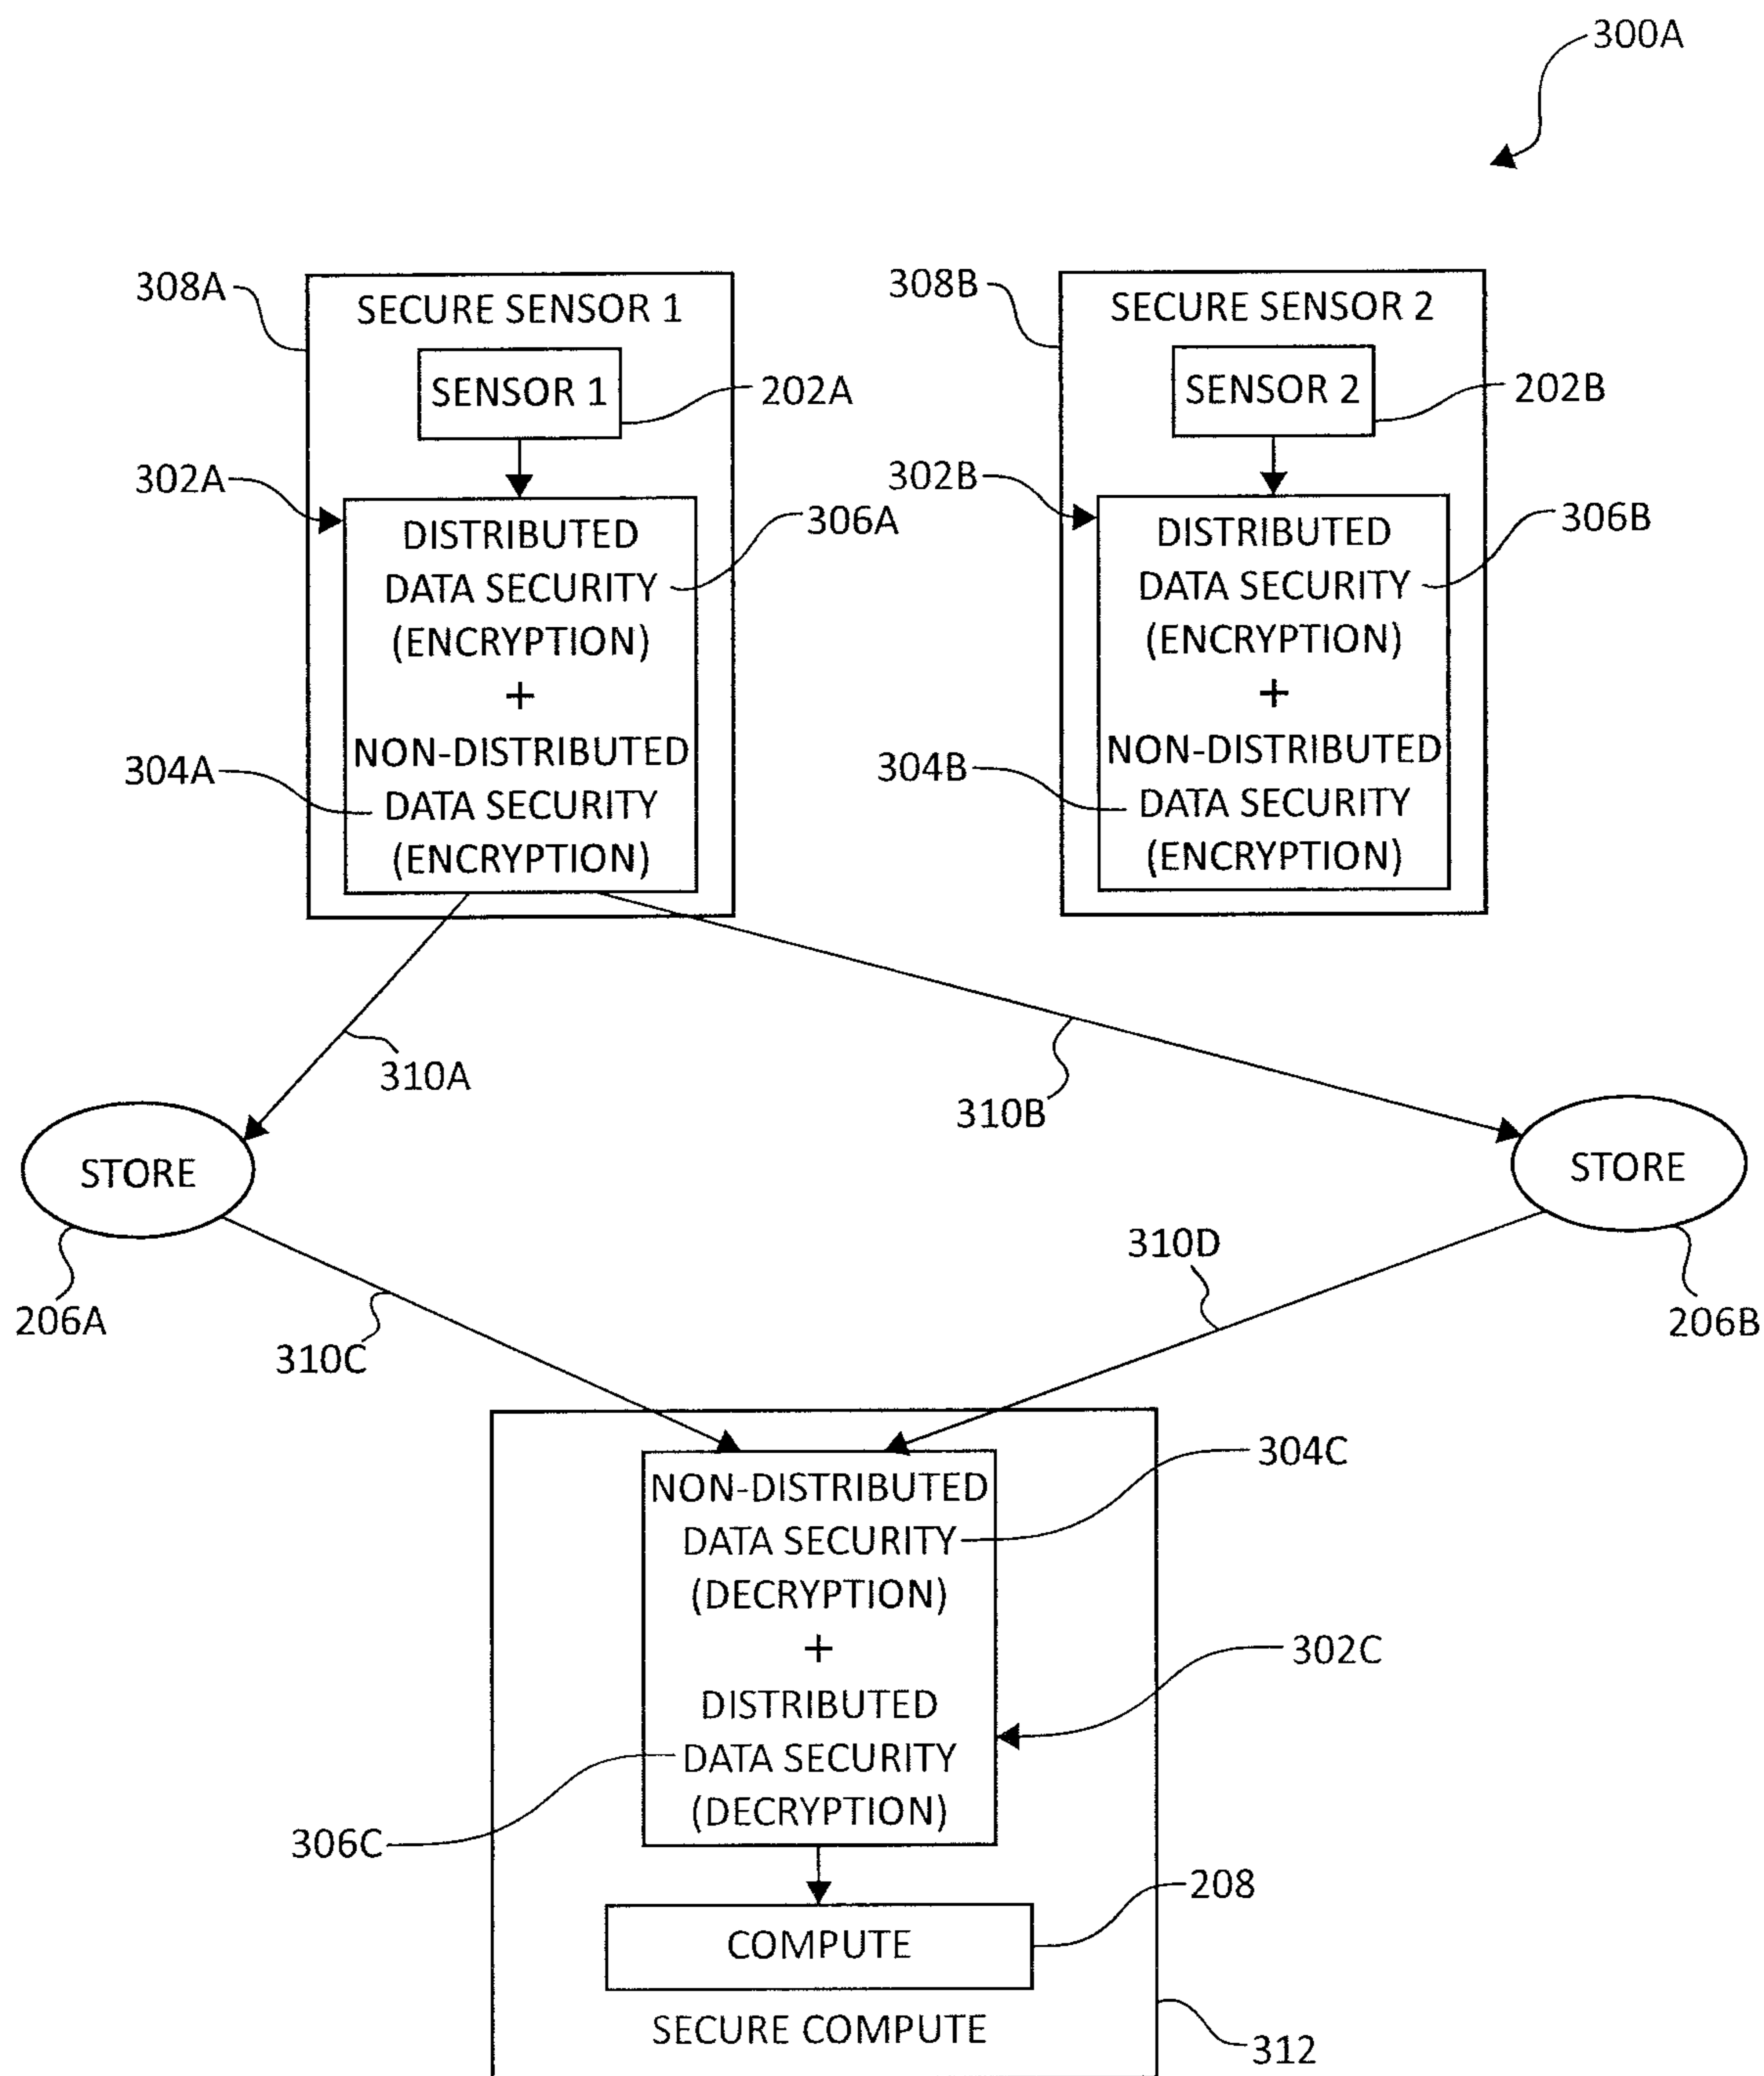 300A
308A
SECURE SENSOR 1
308B
SECURE SENSOR 2
SENSOR 1
202A
SENSOR 2
202B
302A
302B
DISTRIBUTED
DATA SECURITY
(ENCRYPTION)
+
NON-DISTRIBUTED
DATA SECURITY
(ENCRYPTION)
306A
304A
DISTRIBUTED
DATA SECURITY
(ENCRYPTION)
+
NON-DISTRIBUTED
DATA SECURITY
(ENCRYPTION)
306B
304B
310A
310B
STORE
STORE
206A
310C
310D
206B
NON-DISTRIBUTED
DATA SECURITY
(DECRYPTION)
+
DISTRIBUTED
DATA SECURITY
(DECRYPTION)
304C
302C
306C
208
COMPUTE
SECURE COMPUTE
312